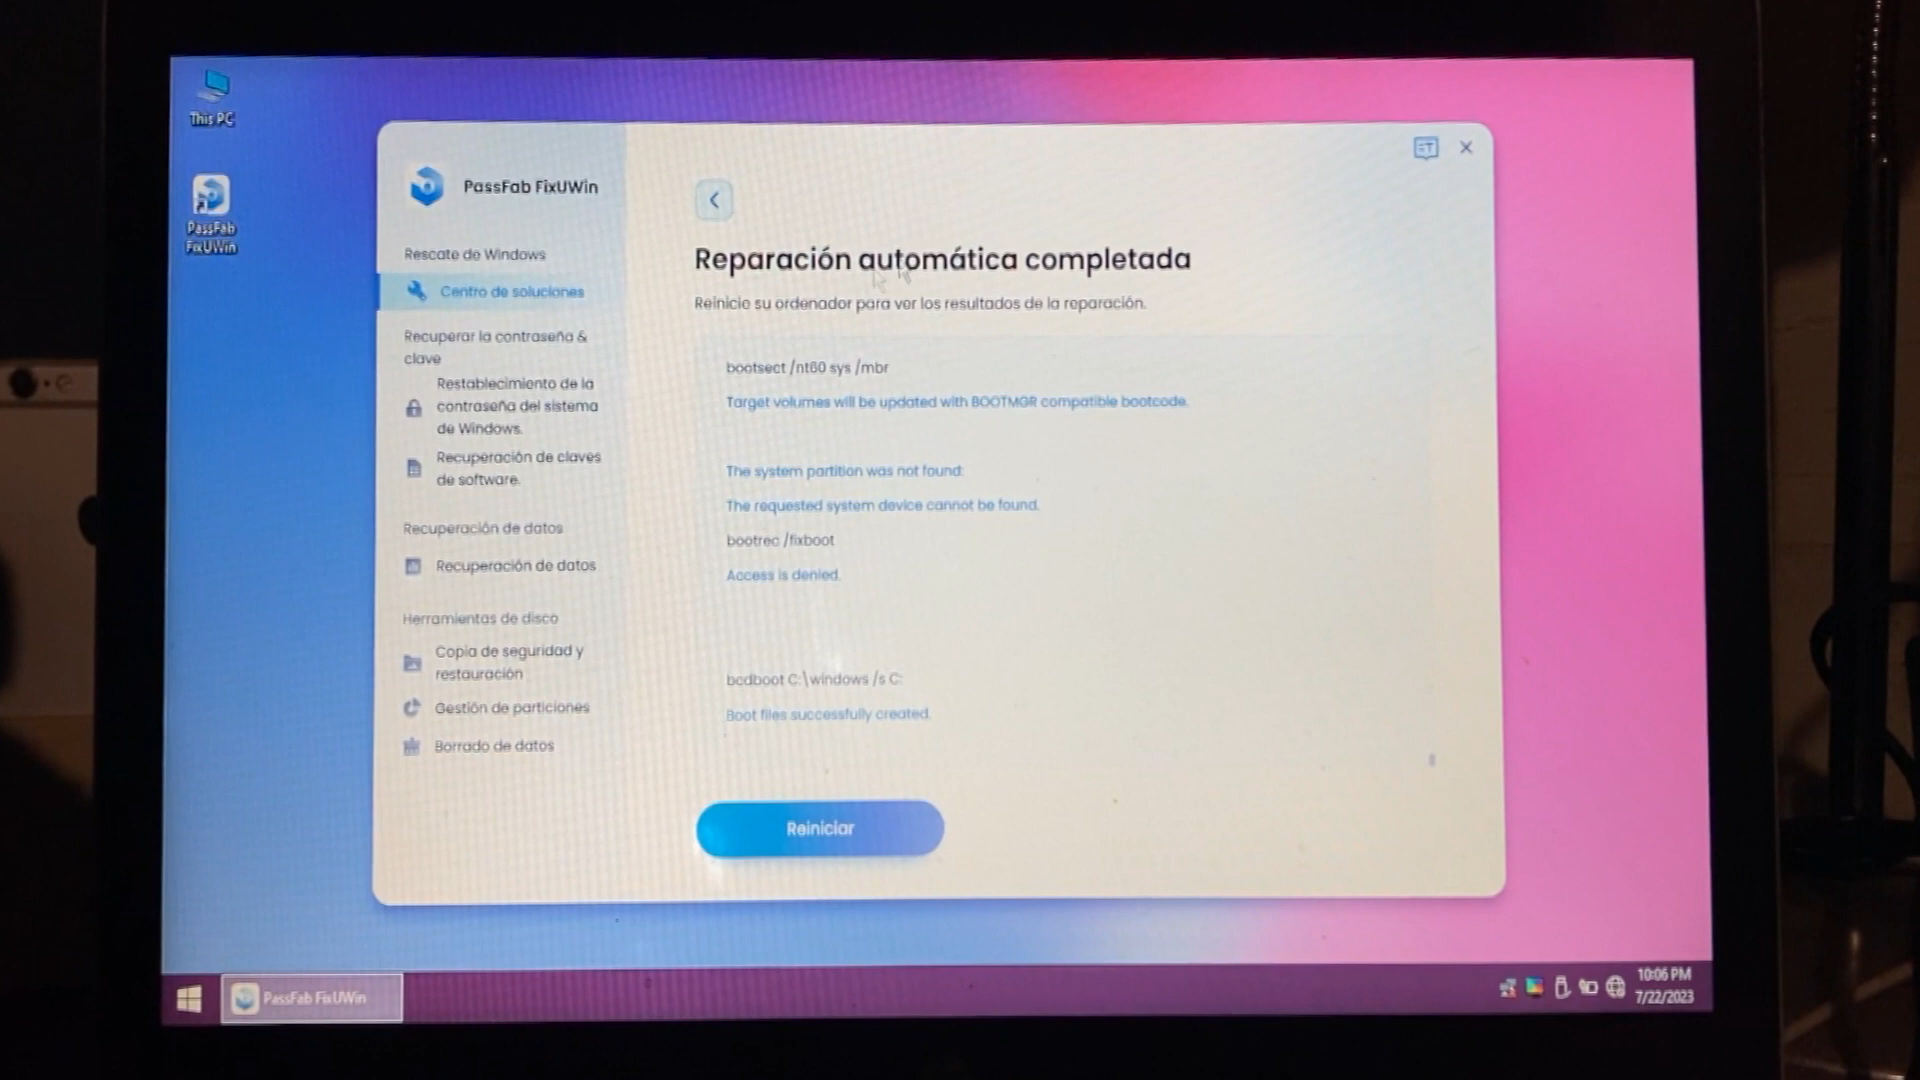 This PC
PassFab
FixUWin
PassFab FixUWin
Rescate de Windows
Centro de soluciones
Recuperar la contraseña &
clave
Restablecimiento de la
contraseña del sistema
de Windows.
Recuperación de claves
de software.
Recuperación de datos
Recuperación de datos
Herramientas de disco
Copia de seguridad y
restauración
Gestión de particiones
Borrado de datos
Reparación automática completada
Reinicie su ordenador para ver los resultados de la reparación.
bootsect /nt60 sys /mbr
Target volumes will be updated with BOOTMGR compatible bootcode.
The system partition was not found:
The requested system device cannot be found.
bootrec /fixboot
Access is denied.
bcdboot C:\windows /s C:
Boot files successfully created.
Reiniciar
PassFab FixUWin
10:06 PM
7/22/2023